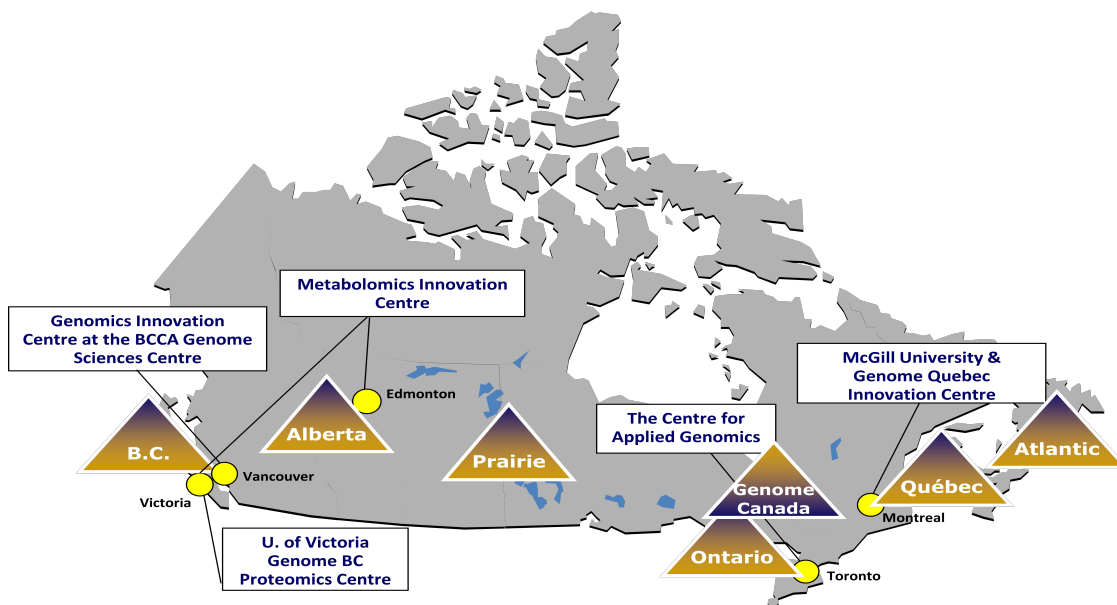 Metabolomics Innovation
Centre
Genomics Innovation
Centre at the BCCA Genome
Sciences Centre
McGill University &
Genome Quebec
Innovation Centre
The Centre for
Applied Genomics
Edmonton
B.C.
Alberta
Prairie
Atlantic
Québec
Genome
Canada
Ontario
Vancouver
Victoria
Montreal
Toronto
U. of Victoria
Genome BC
Proteomics Centre